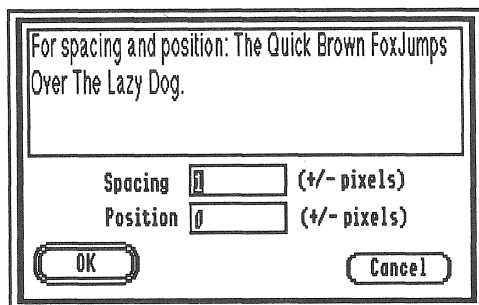 For spacing and position: The Quick Brown FoxJumps
Over The Lazy Dog.
Spacing 1 (+/- pixels)
Position 0 (+/- pixels)
OK Cancel